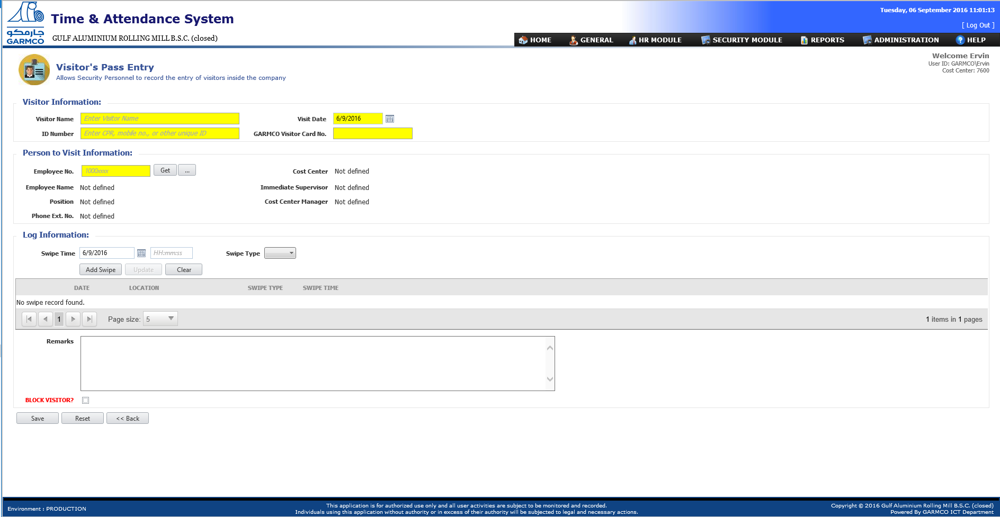 Tuesday, 06 September 2016 11:01:13
Time & Attendance System
[ Log Out ]
جارمكو
GARMCO
GULF ALUMINIUM ROLLING MILL B.S.C. (closed)
HOME GENERAL HR MODULE SECURITY MODULE REPORTS ADMINISTRATION HELP
Welcome Ervin
User ID: GARMCO\Ervin
Cost Center: 7600
Visitor's Pass Entry
Allows Security Personnel to record the entry of visitors inside the company
Visitor Information:
Visitor Name Enter Visitor Name Visit Date 6/9/2016
ID Number Enter CPR, mobile no., or other unique ID GARMCO Visitor Card No.
Person to Visit Information:
Employee No. 1000xxxx Get ... Cost Center Not defined
Employee Name Not defined Immediate Supervisor Not defined
Position Not defined Cost Center Manager Not defined
Phone Ext. No. Not defined
Log Information:
Swipe Time 6/9/2016 HH:mm:ss Swipe Type
Add Swipe Update Clear
DATE LOCATION SWIPE TYPE SWIPE TIME
No swipe record found.
1 Page size: 5 1 items in 1 pages
Remarks
BLOCK VISITOR?
Save Reset << Back
Environment : PRODUCTION
This application is for authorized use only and all user activities are subject to be monitored and recorded.
Individuals using this application without authority or in excess of their authority will be subjected to legal and necessary actions.
Copyright © 2016 Gulf Aluminium Rolling Mill B.S.C. (closed)
Powered By GARMCO ICT Department